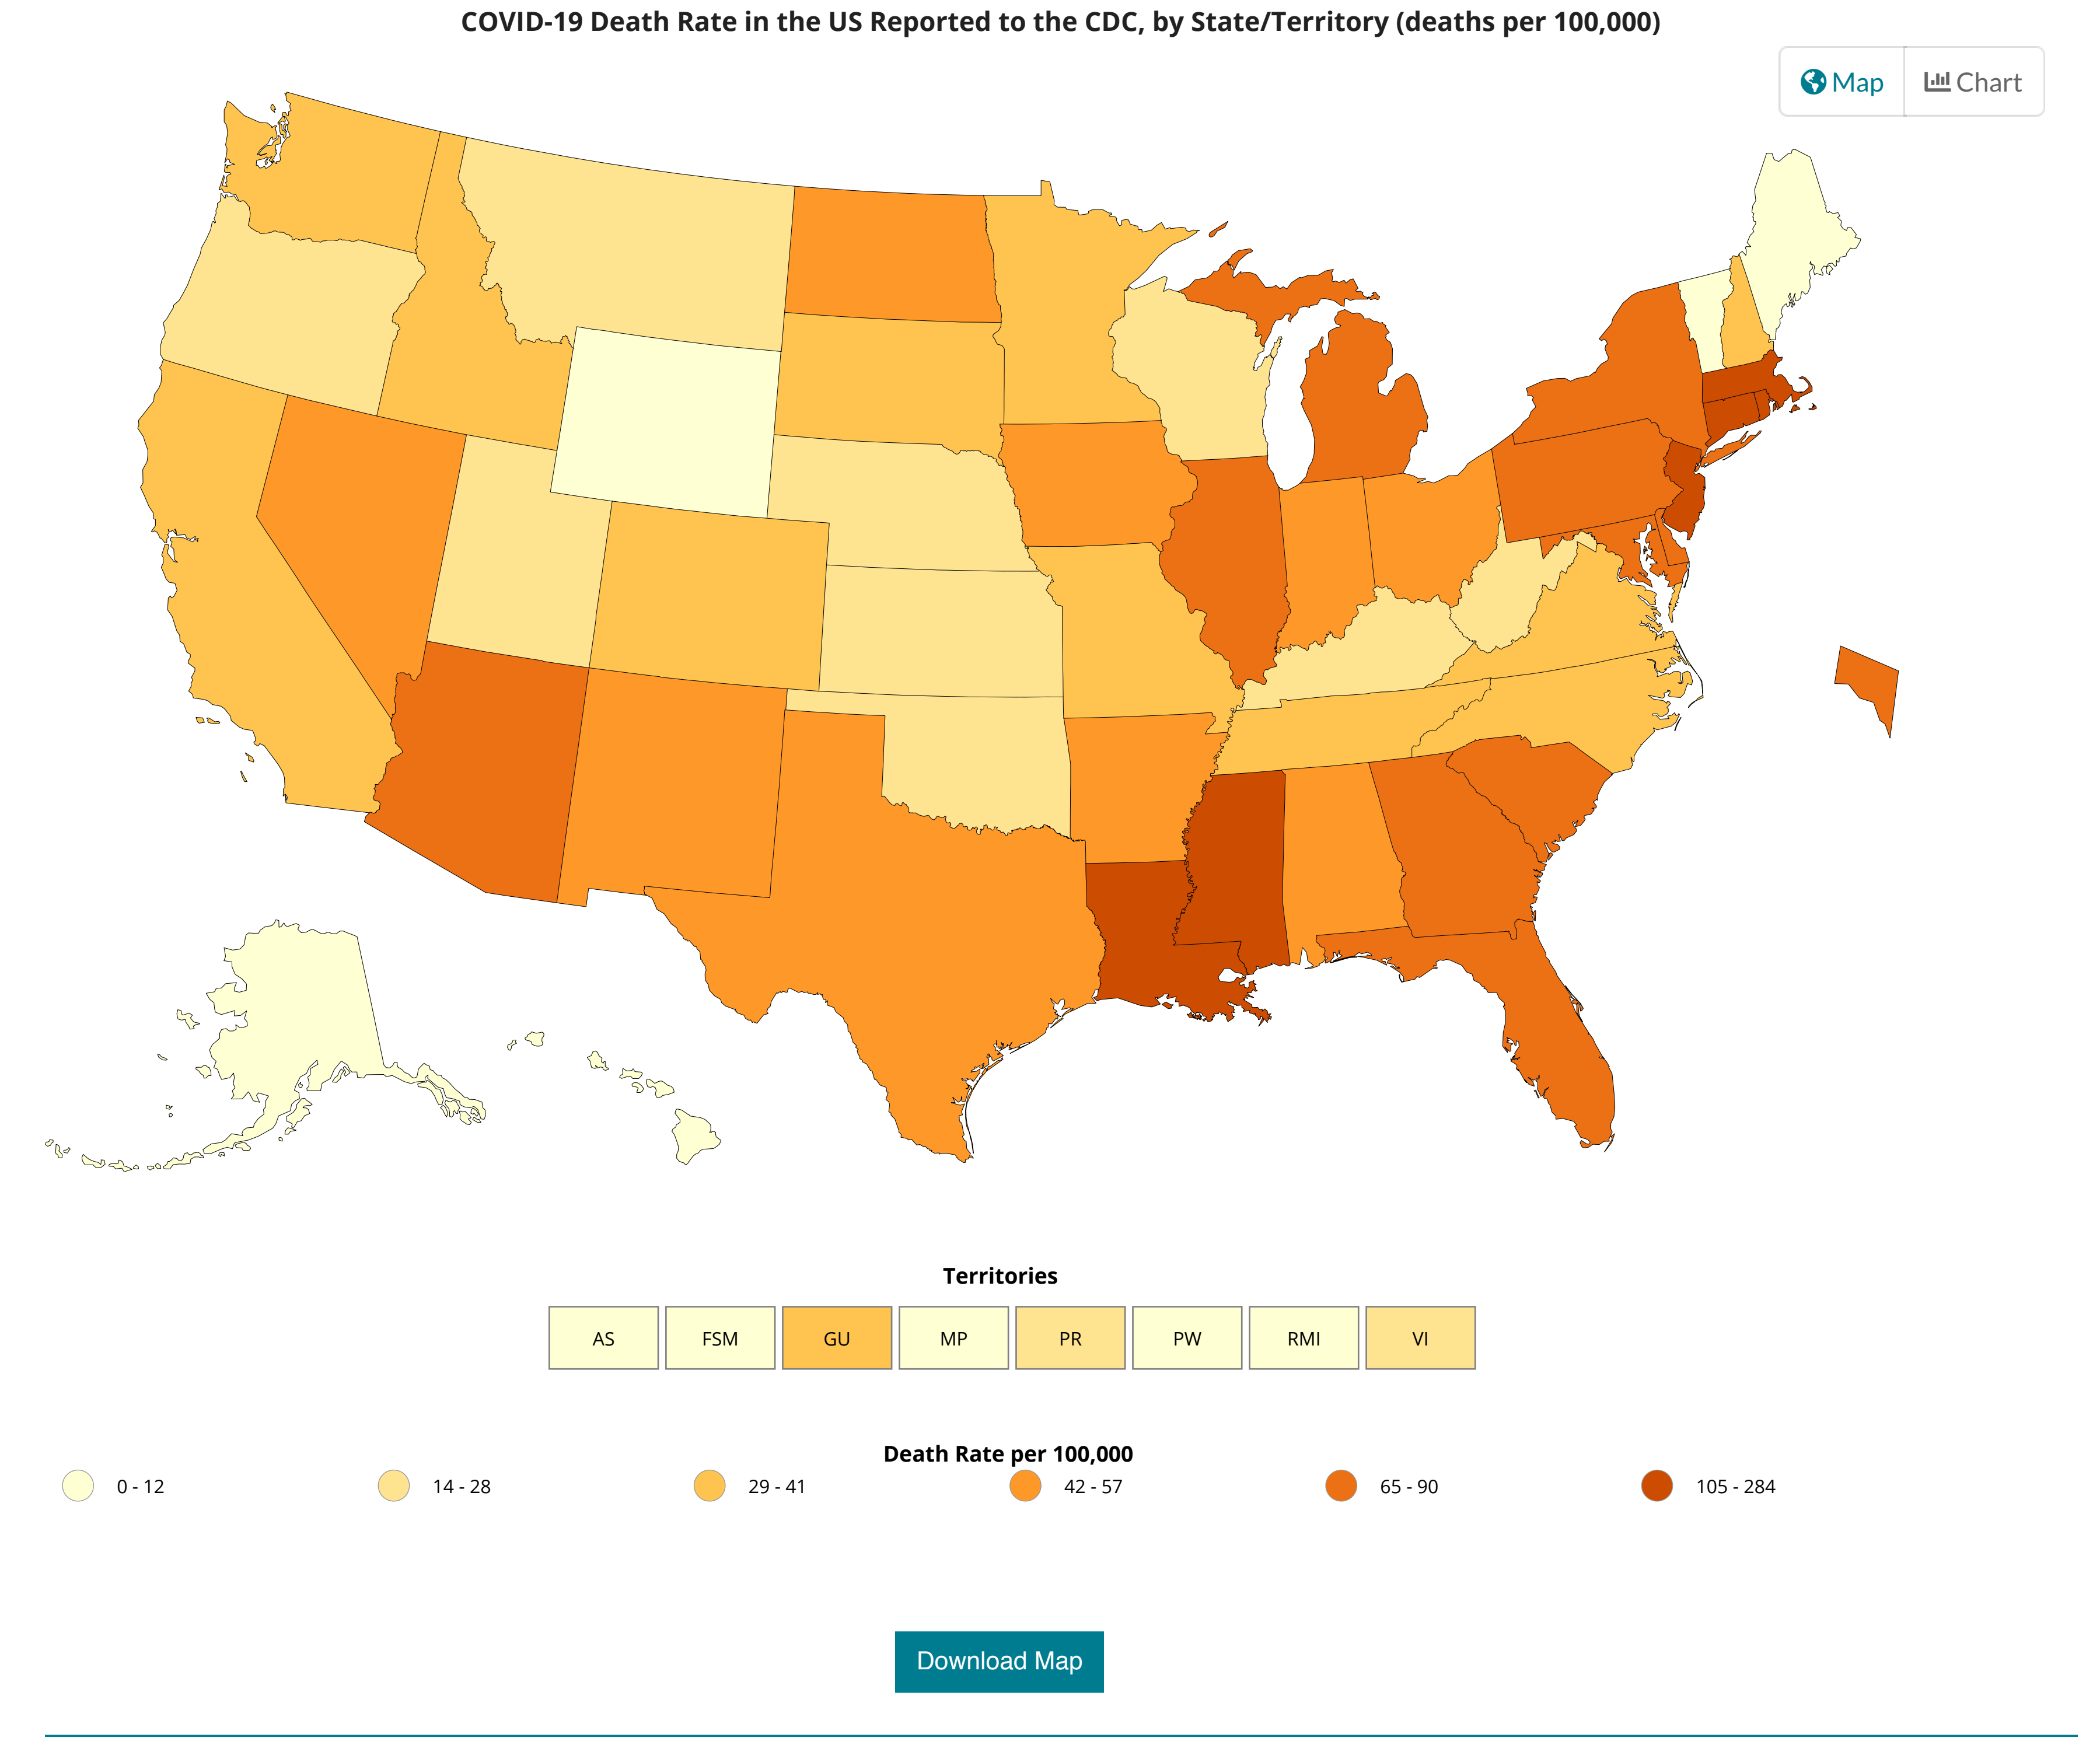 COVID-19 Death Rate in the US Reported to the CDC, by State/Territory (deaths per 100,000)
Map
Chart
Territories
AS
FSM
GU
MP
PR
PW
RMI
VI
Death Rate per 100,000
0 - 12
14 - 28
29 - 41
42 - 57
65 - 90
105 - 284
Download Map